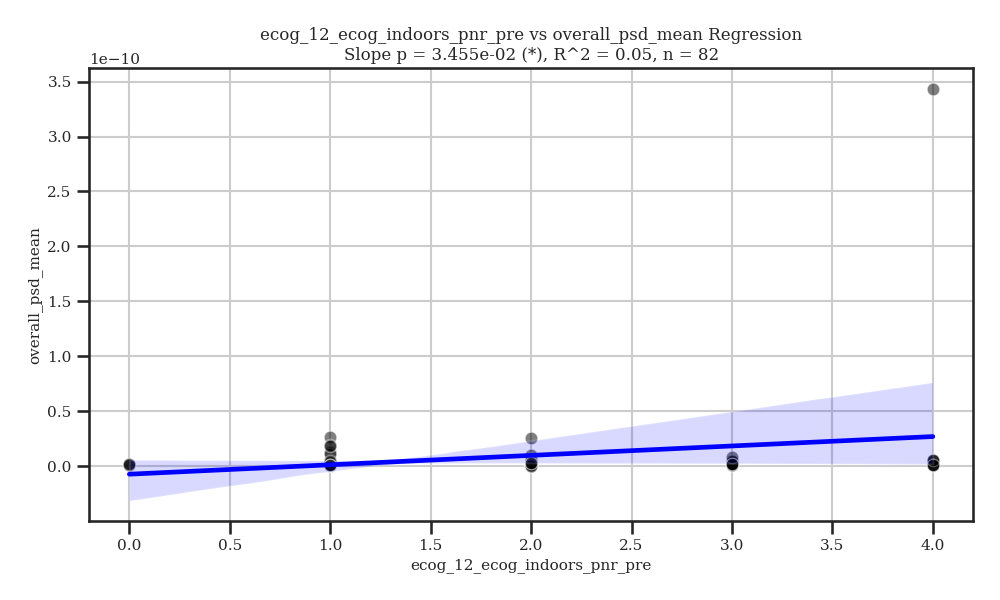 ecog_12_ecog_indoors_pnr_pre vs overall_psd_mean Regression
Slope p = 3.455e-02 (*), R^2 = 0.05, n = 82
1e−10
3.5
3.0
2.5
2.0
1.5
1.0
0.5
0.0
overall_psd_mean
0.0 0.5 1.0 1.5 2.0 2.5 3.0 3.5 4.0
ecog_12_ecog_indoors_pnr_pre